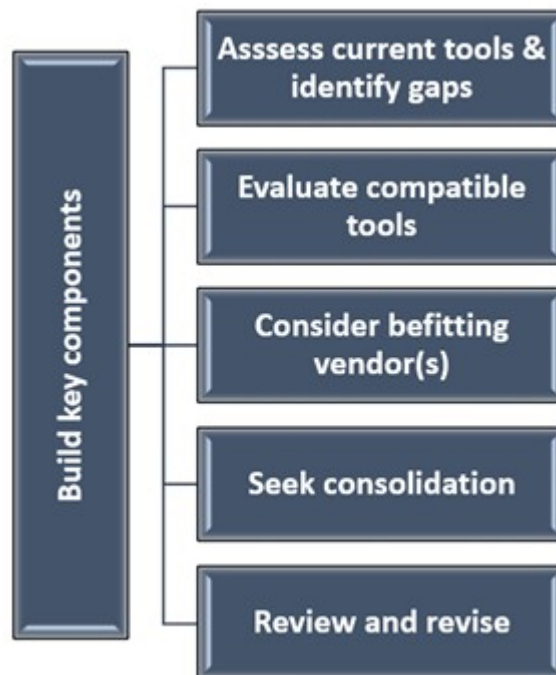 Build key components
Asssess current tools &
identify gaps
Evaluate compatible
tools
Consider befitting
vendor(s)
Seek consolidation
Review and revise